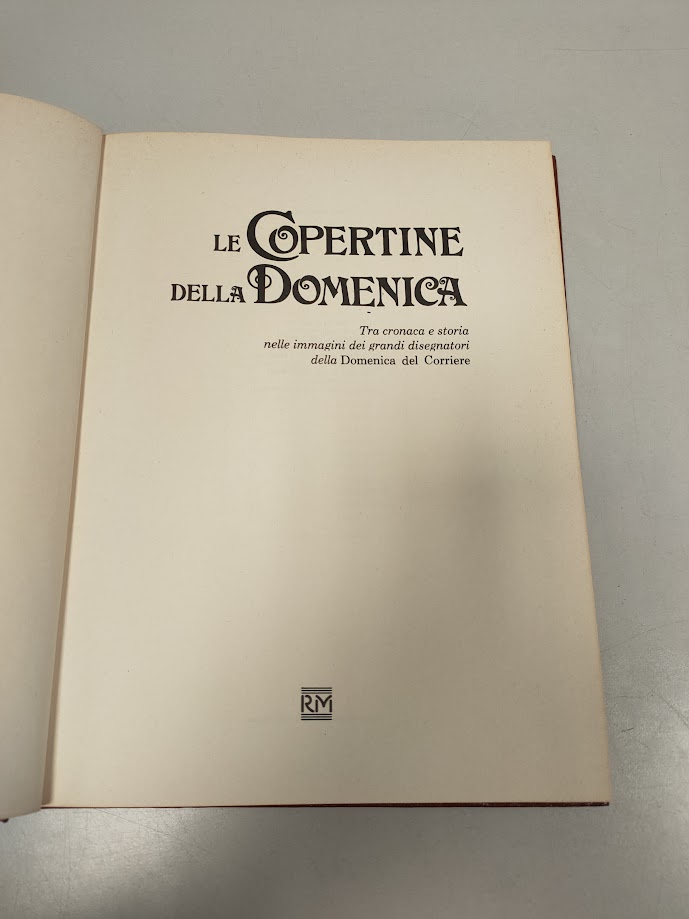 LE COPERTINE
DELLA DOMENICA
Tra cronaca e storia
nelle immagini dei grandi disegnatori
della Domenica del Corriere
RM